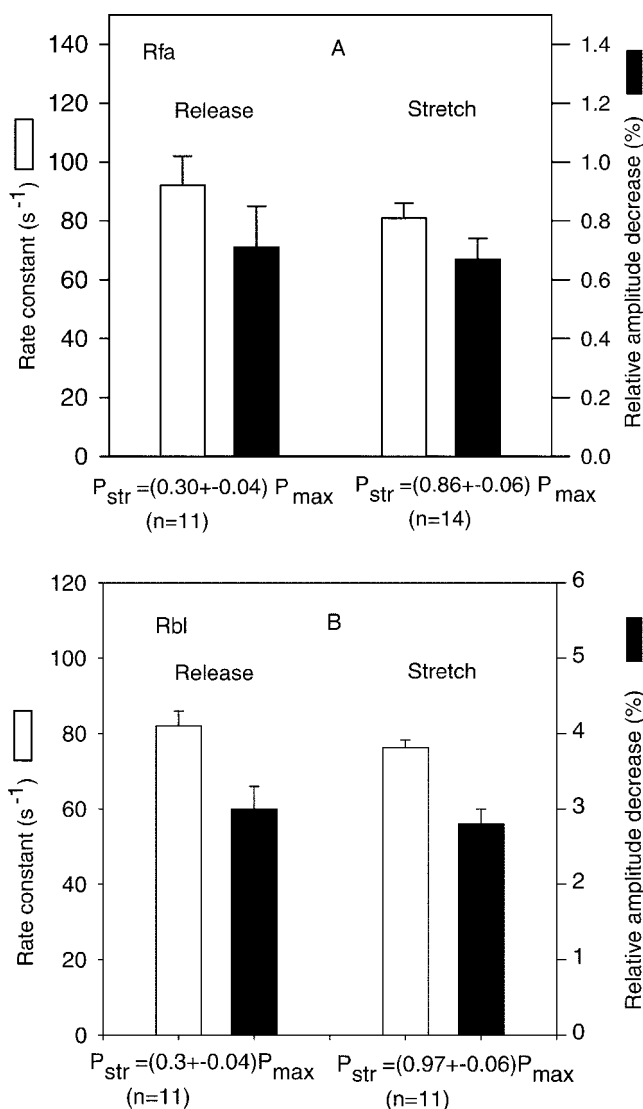 Rfa
A
Release
Stretch
140
120
100
80
60
40
20
0
Rate constant (s-1)
1.4
1.2
1.0
0.8
0.6
0.4
0.2
0.0
Relative amplitude decrease (%)
Pstr =(0.30+-0.04) Pmax
(n=11)
Pstr =(0.86+-0.06) Pmax
(n=14)
Rbl
B
Release
Stretch
120
100
80
60
40
20
0
Rate constant (s-1)
6
5
4
3
2
1
0
Relative amplitude decrease (%)
Pstr =(0.3+-0.04)Pmax
(n=11)
Pstr =(0.97+-0.06)Pmax
(n=11)